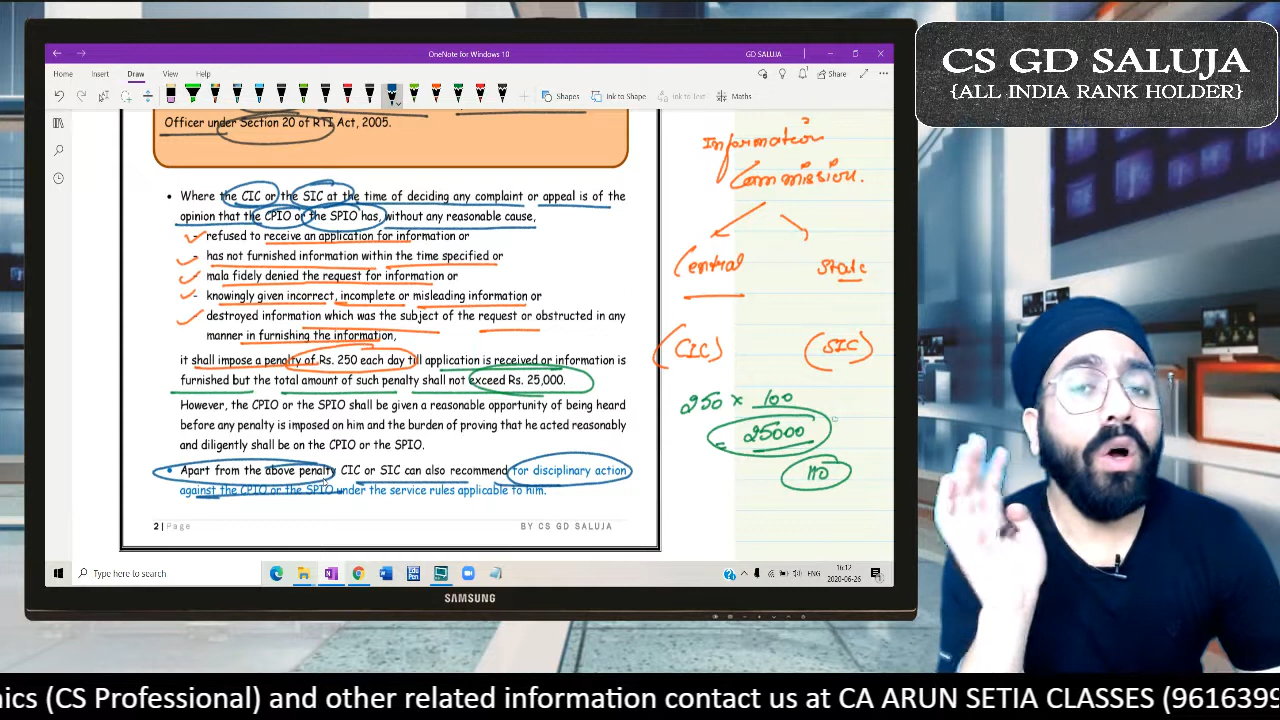 OneNote for Windows 10
GD SALUJA
Home Insert Draw View Help
Share
Shapes
Ink to Shape
Ink to Text
Maths
Officer under Section 20 of RTI Act, 2005.
• Where the CIC or the SIC at the time of deciding any complaint or appeal is of the
opinion that the CPIO or the SPIO has, without any reasonable cause,
refused to receive an application for information or
- has not furnished information within the time specified or
- mala fidely denied the request for information or
- knowingly given incorrect, incomplete or misleading information or
destroyed information which was the subject of the request or obstructed in any
manner in furnishing the information,
it shall impose a penalty of Rs. 250 each day till application is received or information is
furnished but the total amount of such penalty shall not exceed Rs. 25,000.
However, the CPIO or the SPIO shall be given a reasonable opportunity of being heard
before any penalty is imposed on him and the burden of proving that he acted reasonably
and diligently shall be on the CPIO or the SPIO.
• Apart from the above penalty CIC or SIC can also recommend for disciplinary action
against the CPIO or the SPIO under the service rules applicable to him.
2 | Page
BY CS GD SALUJA
Information
Commission.
Central
State
(CIC)
(SIC)
250 × 100
= 25000
110
Type here to search
ENG
16:12
2020-06-26
SAMSUNG
CS GD SALUJA
{ALL INDIA RANK HOLDER}
nics (CS Professional) and other related information contact us at CA ARUN SETIA CLASSES (9616399